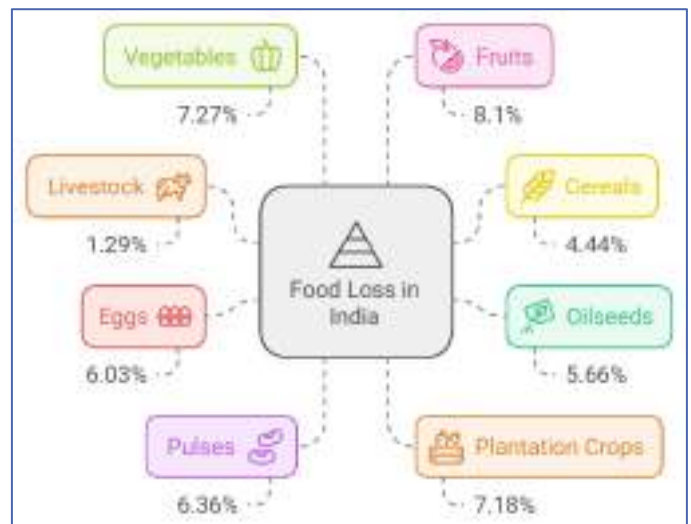 Vegetables
7.27%
Fruits
8.1%
Livestock
1.29%
Cereals
4.44%
Food Loss in
India
Eggs
6.03%
Oilseeds
5.66%
Pulses
6.36%
Plantation Crops
7.18%